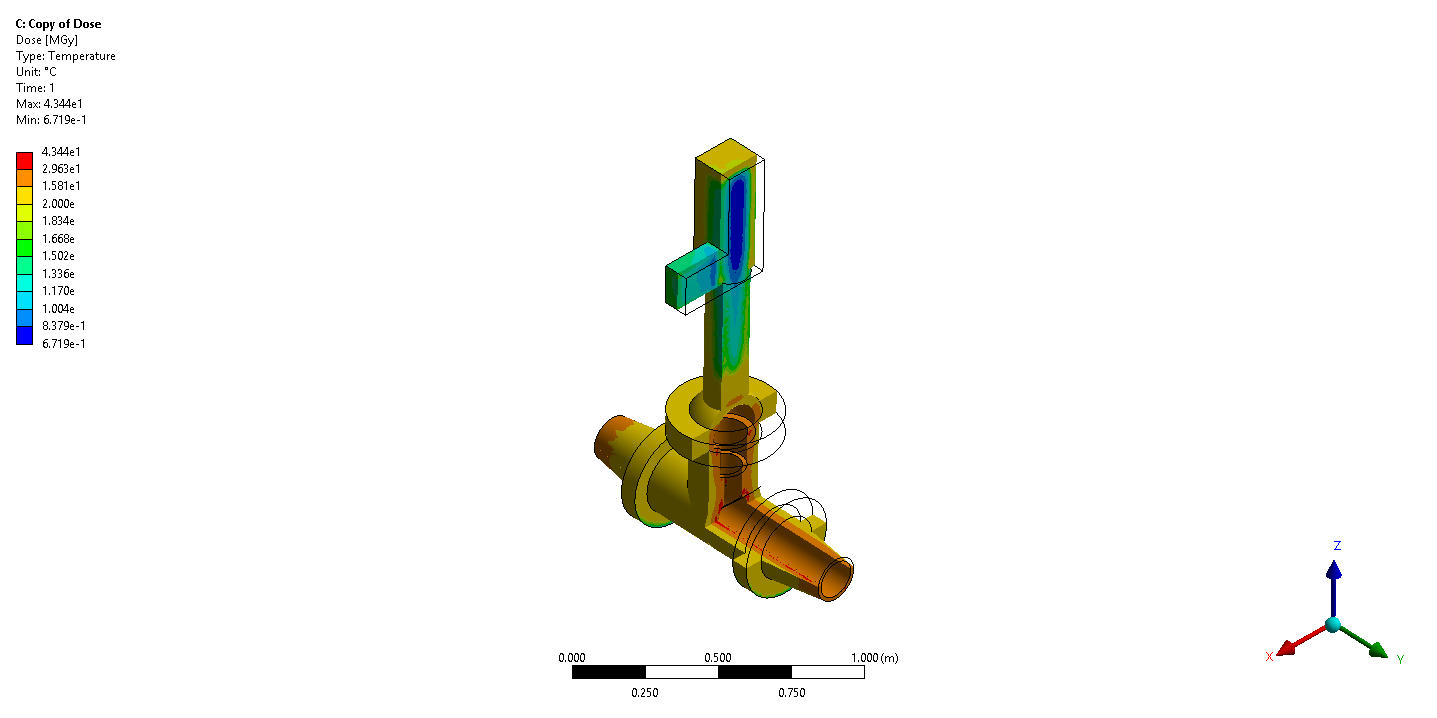 C: Copy of Dose
Dose [MGy]
Type: Temperature
Unit: °C
Time: 1
Max: 4.344e1
Min: 6.719e-1
4.344e1
2.963e1
1.581e1
2.000e
1.834e
1.668e
1.502e
1.336e
1.170e
1.004e
8.379e-1
6.719e-1
Z
X
Y
0.000 0.500 1.000 (m)
0.250 0.750